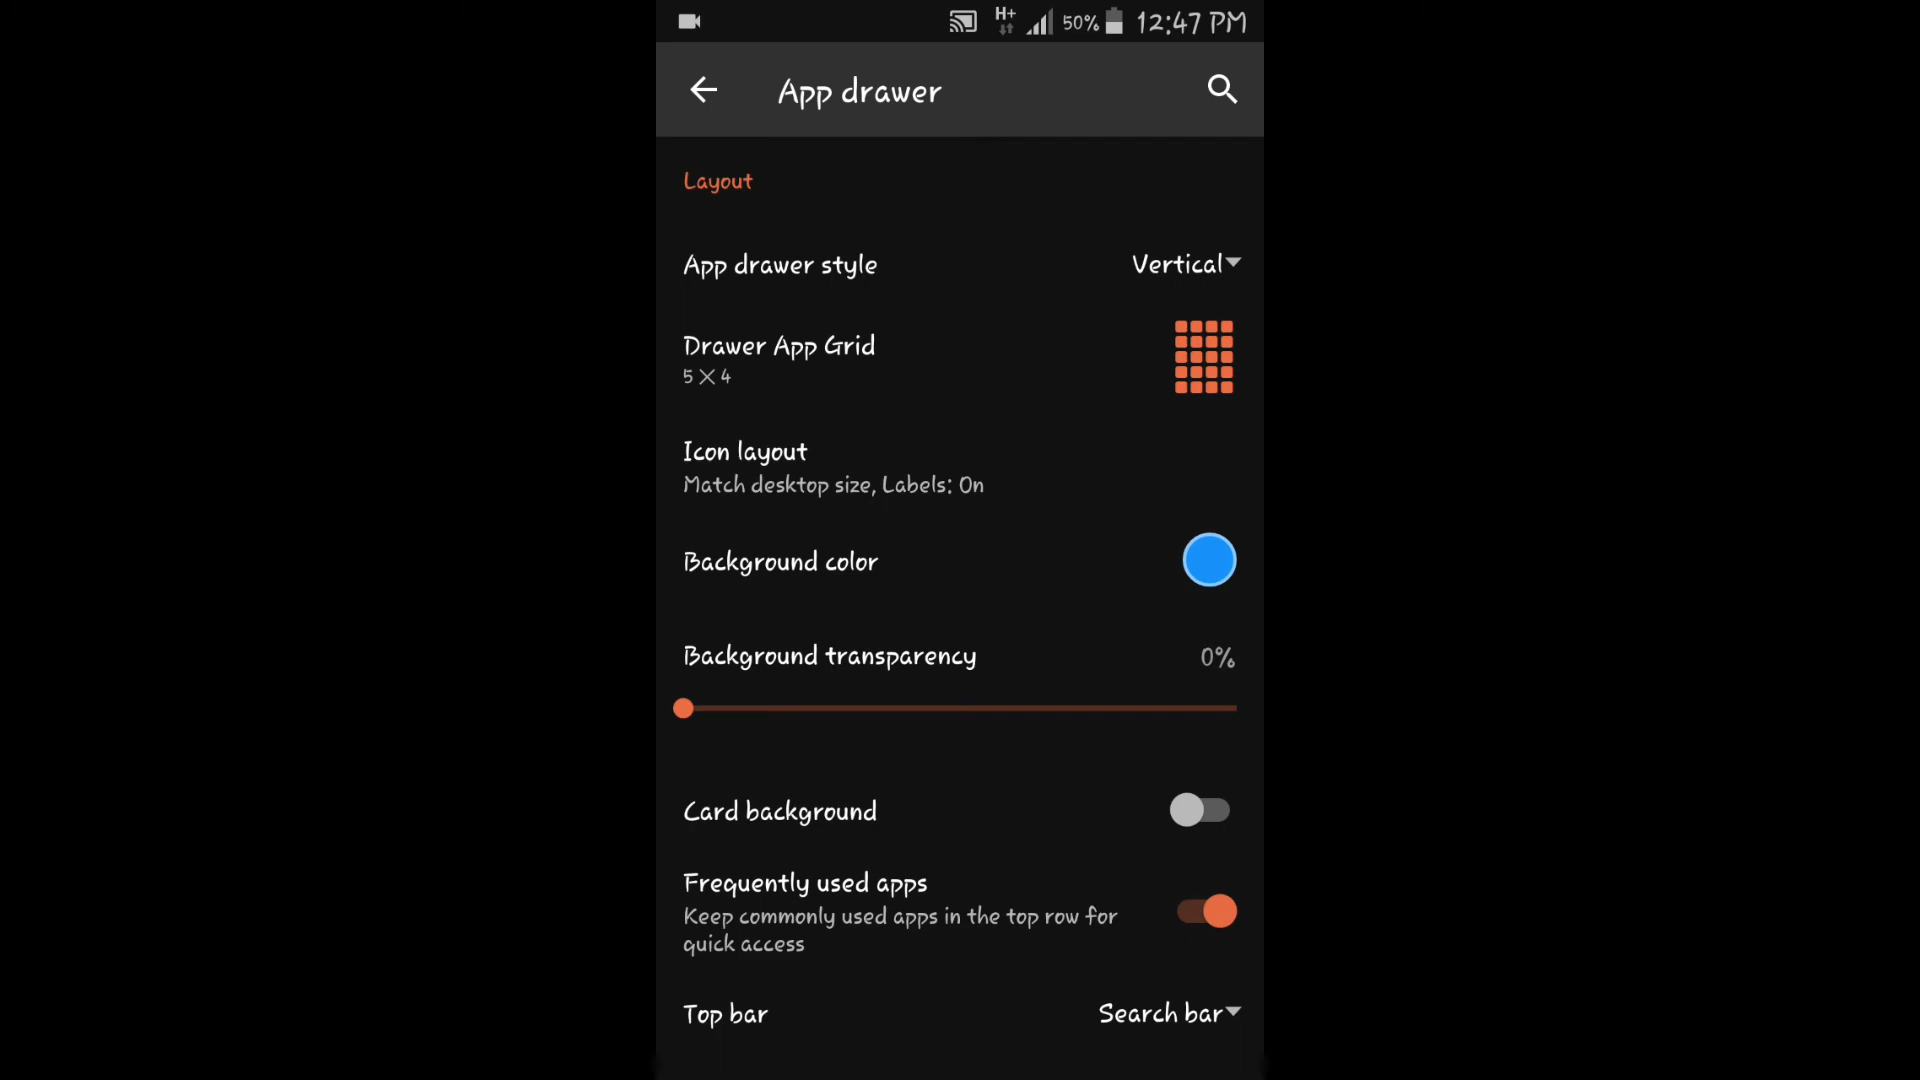 H+ 50% 12:47 PM
App drawer
Layout
App drawer style Vertical
Drawer App Grid
5 X 4
Icon layout
Match desktop size, Labels: On
Background color
Background transparency 0%
Card background
Frequently used apps
Keep commonly used apps in the top row for
quick access
Top bar Search bar